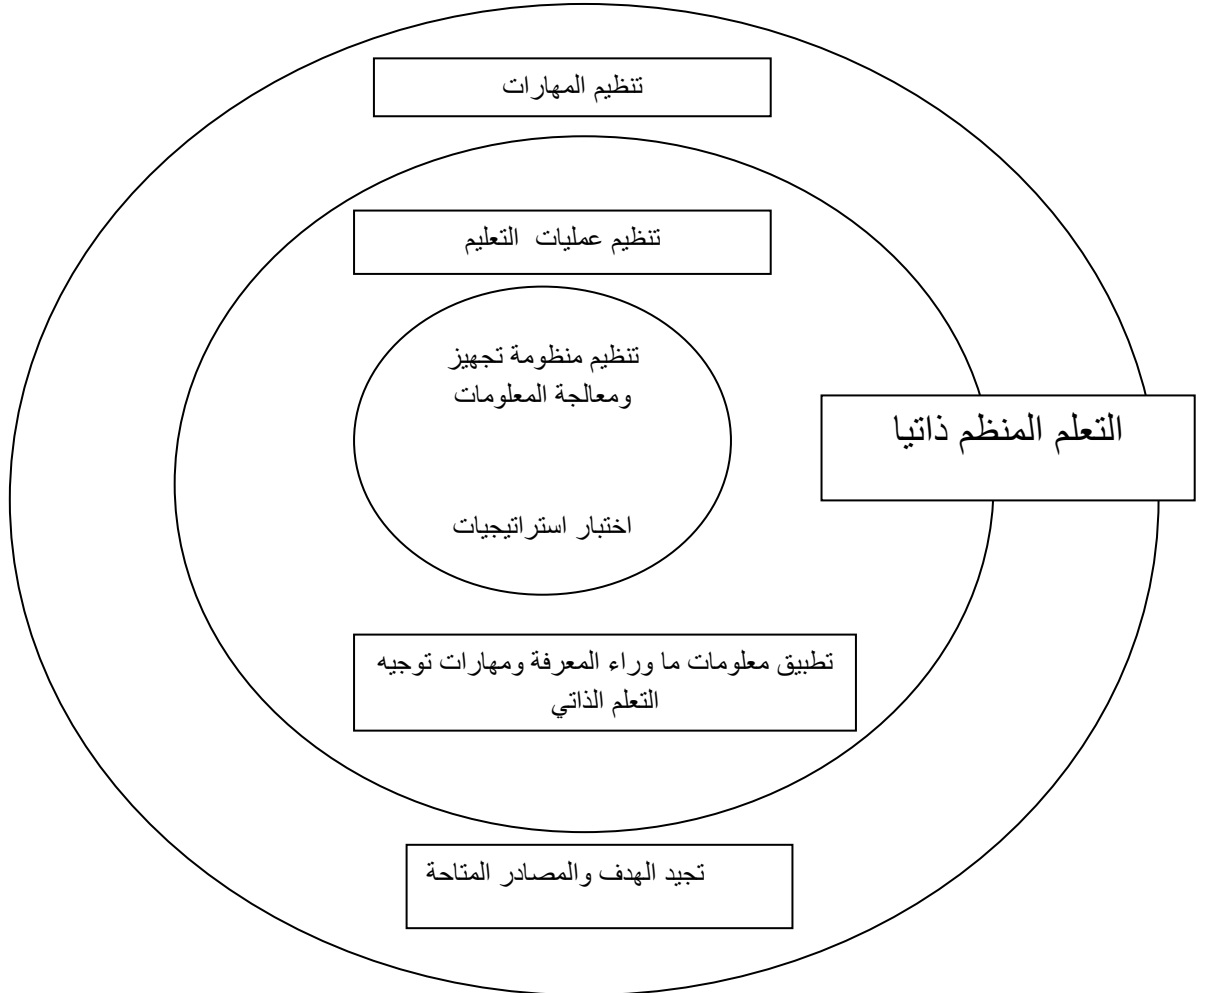 تنظيم المهارات
تنظيم عمليات التعليم
تنظيم منظومة تجهيز
ومعالجة المعلومات
التعلم المنظم ذاتيا
اختبار استراتيجيات
تطبيق معلومات ما وراء المعرفة ومهارات توجيه
التعلم الذاتي
تجيد الهدف والمصادر المتاحة